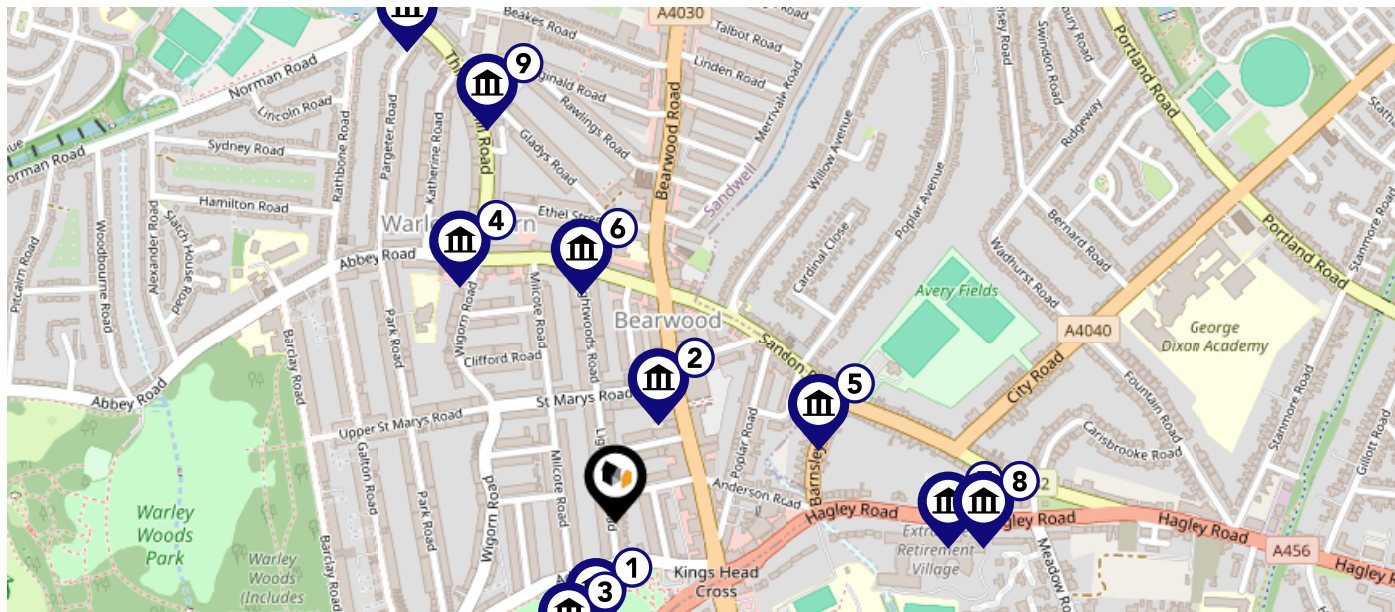 A4030
Beakes Road
Talbot Road
Linden Road
Norman Road
Lincoln Road
Sydney Road
Hamilton Road
Norman Road
Rathbone Road
Pargeter Road
Katherine Road
9
Rawlings Road
Gladys Road
Bearwood Road
Merrivale Road
Sandwell
Willow Avenue
Poplar Avenue
Cardinal Close
Swindon Road
Ridgeway
Portland Road
Bernard Road
Wadhurst Road
Portland Road
Stanmore Road
Pitcairn Road
Woodbourne Road
Alexander Road
Slatch House Road
4
Ethel Street
6
Abbey Road
Bearwood
Avery Fields
A4040
George
Dixon Academy
Wigorn Road
Milcote Road
Clifford Road
Park Road
Barclay Road
2
5
City Road
Fountain Road
Abbey Road
St Marys Road
Upper St Marys Road
Poplar Road
Carisbrooke Road
Stanmore Road
Gillott Road
Galton Road
Park Road
Wigorn Road
Milcote Road
Anderson Road
8
Hagley Road
Hagley Road
A456
Hagley Road
Warley
Woods
Park
Retirement
Village
Warley
Woods
(Includes
Barclay Road
1
3
Kings Head
Cross